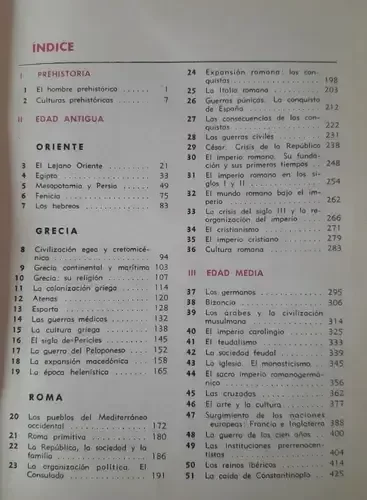 INDICE
I PREHISTORIA
1 El hombre prehistórico ...... 1
2 Culturas prehistóricas ..... 7
II EDAD ANTIGUA
ORIENTE
3 El Lejano Oriente ........ 21
4 Egipto .............. 33
5 Mesopotamia y Persia ..... 49
6 Fenicia .............. 75
7 Los hebreos .......... 83
GRECIA
8 Civilización egea y cretomicé-
nica ................ 94
9 Grecia continental y marítima 103
10 Grecia: su religión ........ 107
11 La colonización griega ..... 114
12 Atenas .............. 120
13 Esparta .............. 128
14 Las guerras médicas ...... 132
15 La cultura griega ........ 138
16 El siglo de Pericles ....... 145
17 La guerra del Peloponeso ... 152
18 La expansión macedónica ... 158
19 La época helenística ...... 165
ROMA
20 Los pueblos del Mediterráneo
occidental ............ 172
21 Roma primitiva ......... 180
22 La República, la sociedad y la
familia .............. 186
23 La organización política. El
Consulado ............ 191
24 Expansión romana: las con-
quistas .............. 198
25 La Italia romana ........ 203
26 Guerras púnicas. La conquista
de España ............ 212
27 Las consecuencias de las con-
quistas .............. 222
28 Las guerras civiles ....... 231
29 César. Crisis de la República 238
30 El imperio romano. Su funda-
ción y sus primeros tiempos .. 248
31 El imperio romano en los si-
glos I y II ............ 254
32 El mundo romano bajo el im-
perio ................ 262
33 La crisis del siglo III y la re-
organización del imperio .... 266
34 El cristianismo .......... 271
35 El imperio cristiano ....... 279
36 Cultura romana ......... 283
III EDAD MEDIA
37 Los germanos .......... 295
38 Bizancio .............. 306
39 Los árabes y la civilización
musulmana ............ 314
40 El imperio carolingio ...... 325
41 El feudalismo .......... 333
42 La sociedad feudal ....... 339
43 La iglesia. El monasticismo .. 345
44 El sacro imperio romanogermá-
nico ................ 356
45 Las cruzadas .......... 362
46 El arte y la cultura ....... 377
47 Surgimiento de las naciones
europeas: Francia e Inglaterra 388
48 La guerra de los cien años ... 400
49 Las instituciones prerrenacen-
tistas ................ 404
50 Los reinos ibéricos ....... 414
51 La caída de Constantinopla .. 425